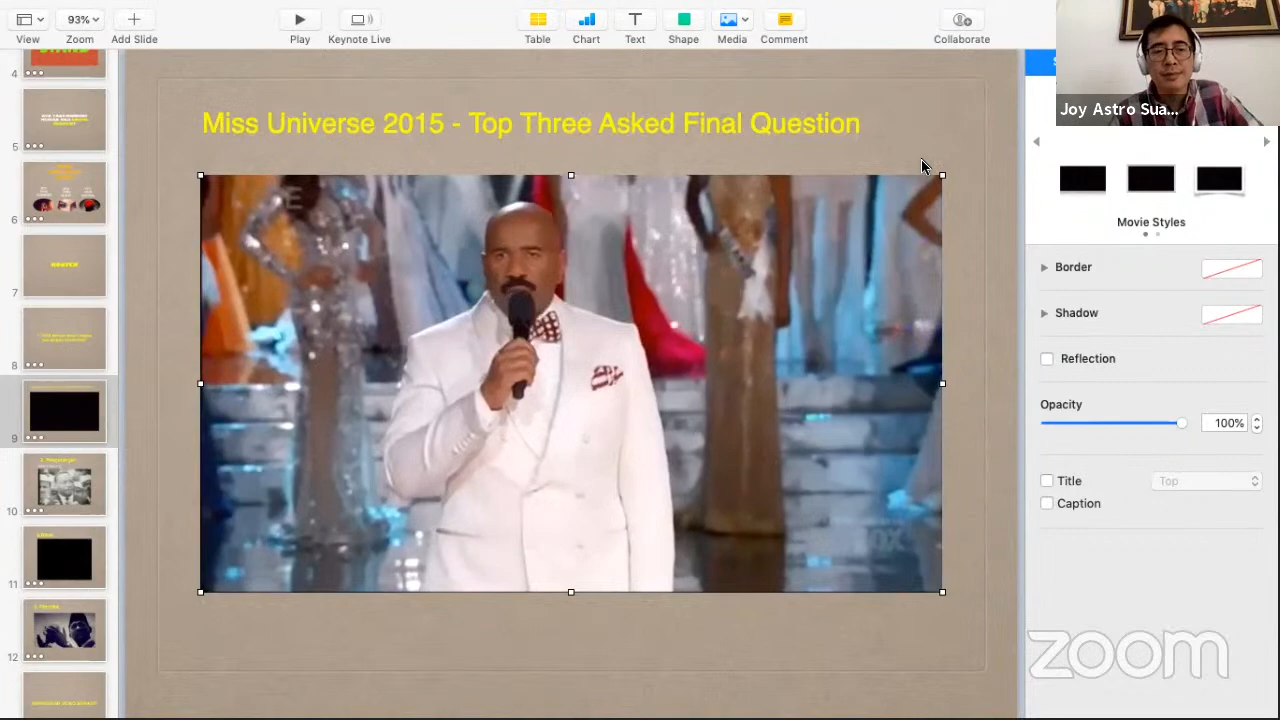 View
93%
Zoom
Add Slide
Play
Keynote Live
Table
Chart
Text
Shape
Media
Comment
Collaborate
Joy Astro Sua...
4
5
6
7
8
9
10
11
12
Miss Universe 2015 - Top Three Asked Final Question
Movie Styles
Border
Shadow
Reflection
Opacity
100%
Title
Top
Caption
zoom